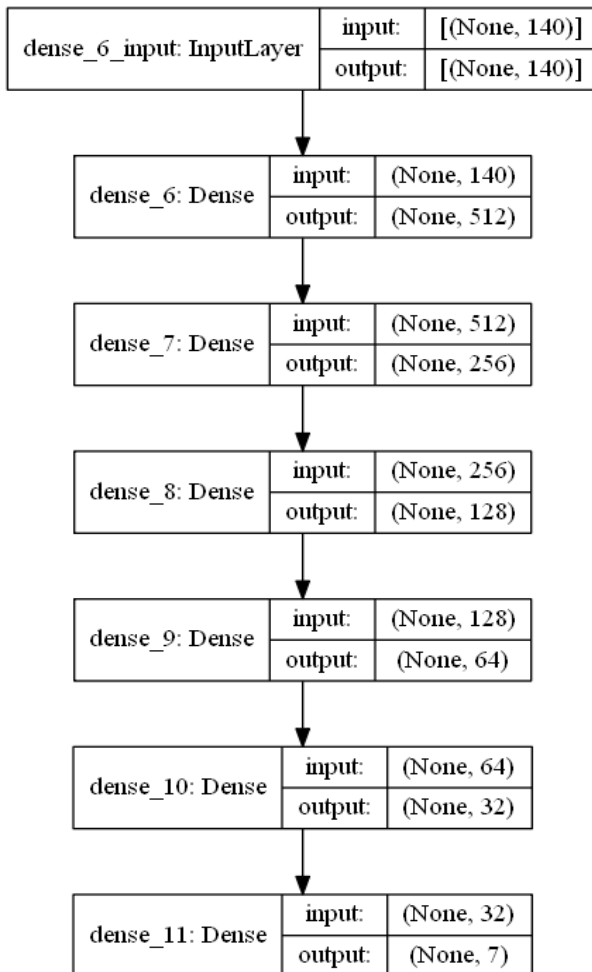 dense_6_input: InputLayer
input: [(None, 140)]
output: [(None, 140)]
dense_6: Dense
input: (None, 140)
output: (None, 512)
dense_7: Dense
input: (None, 512)
output: (None, 256)
dense_8: Dense
input: (None, 256)
output: (None, 128)
dense_9: Dense
input: (None, 128)
output: (None, 64)
dense_10: Dense
input: (None, 64)
output: (None, 32)
dense_11: Dense
input: (None, 32)
output: (None, 7)